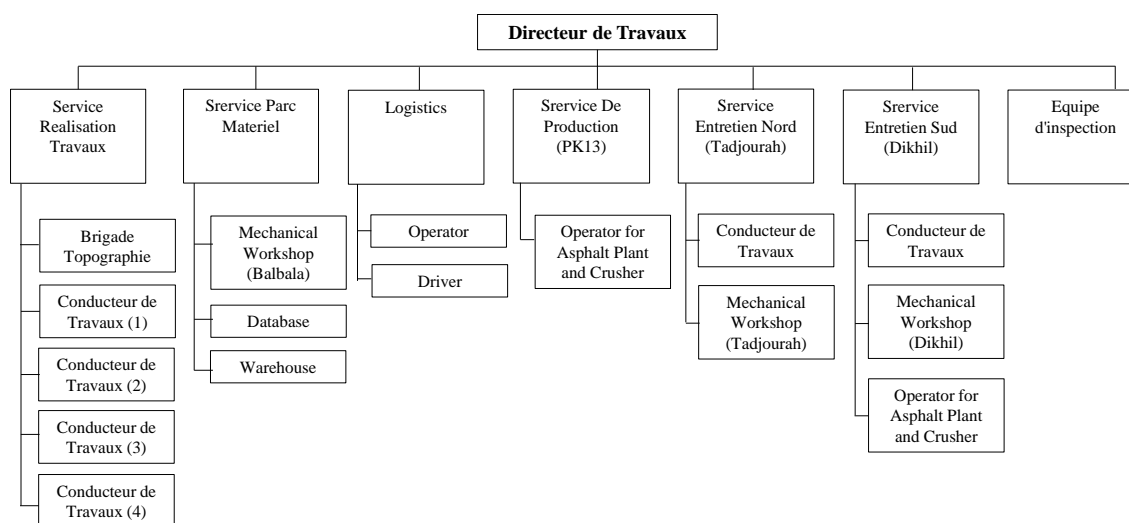 Directeur de Travaux
Service
Realisation
Travaux
Srervice Parc
Materiel
Logistics
Srervice De
Production
(PK13)
Srervice
Entretien Nord
(Tadjourah)
Srervice
Entretien Sud
(Dikhil)
Equipe
d'inspection
Brigade
Topographie
Conducteur de
Travaux (1)
Conducteur de
Travaux (2)
Conducteur de
Travaux (3)
Conducteur de
Travaux (4)
Mechanical
Workshop
(Balbala)
Database
Warehouse
Operator
Driver
Operator for
Asphalt Plant
and Crusher
Conducteur de
Travaux
Mechanical
Workshop
(Tadjourah)
Conducteur de
Travaux
Mechanical
Workshop
(Dikhil)
Operator for
Asphalt Plant
and Crusher